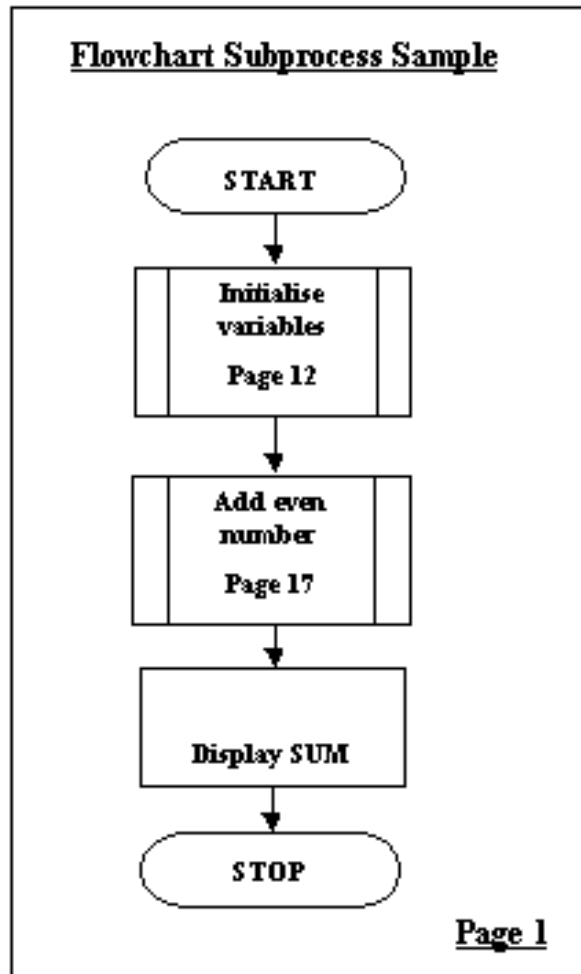 Flowchart Subprocess Sample
START
Initialise
variables
Page 12
Add even
number
Page 17
Display SUM
STOP
Page 1